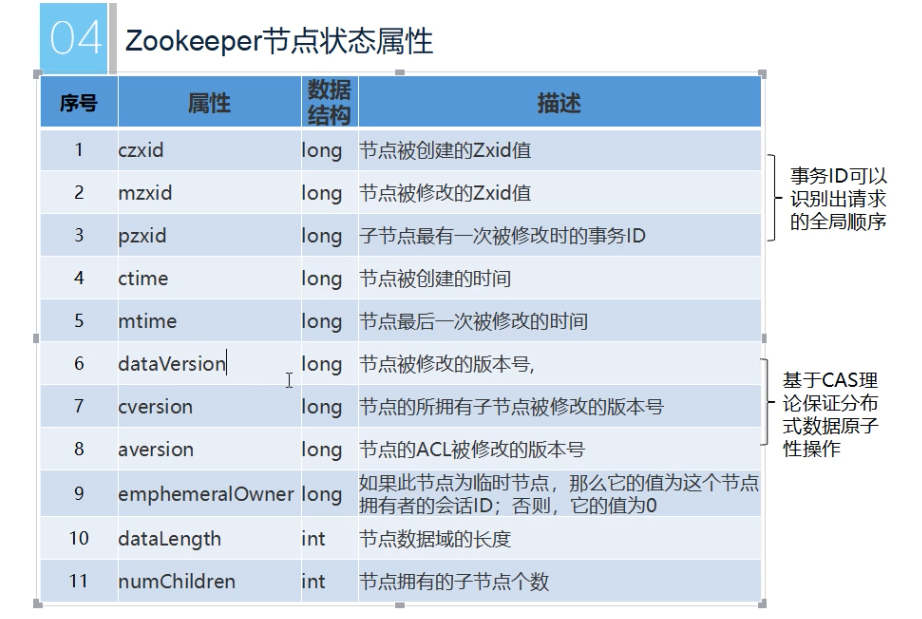 04 Zookeeper节点状态属性
序号 属性 数据结构 描述
1 czxid long 节点被创建的Zxid值
2 mzxid long 节点被修改的Zxid值
3 pzxid long 子节点最有一次被修改时的事务ID
事务ID可以
识别出请求
的全局顺序
4 ctime long 节点被创建的时间
5 mtime long 节点最后一次被修改的时间
6 dataVersion long 节点被修改的版本号,
7 cversion long 节点的所拥有子节点被修改的版本号
8 aversion long 节点的ACL被修改的版本号
基于CAS理
论保证分布
式数据原子
性操作
9 emphemeralOwner long 如果此节点为临时节点，那么它的值为这个节点
拥有者的会话ID；否则，它的值为0
10 dataLength int 节点数据域的长度
11 numChildren int 节点拥有的子节点个数